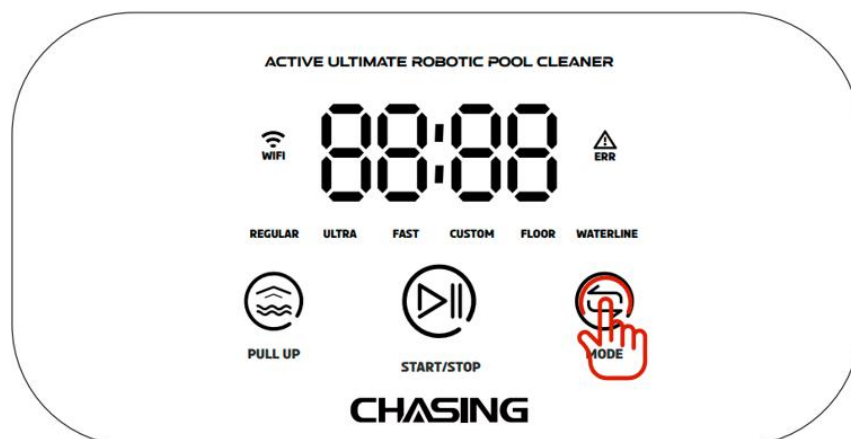 ACTIVE ULTIMATE ROBOTIC POOL CLEANER
88:88
WIFI
ERR
REGULAR ULTRA FAST CUSTOM FLOOR WATERLINE
PULL UP
START/STOP
MODE
CHASING